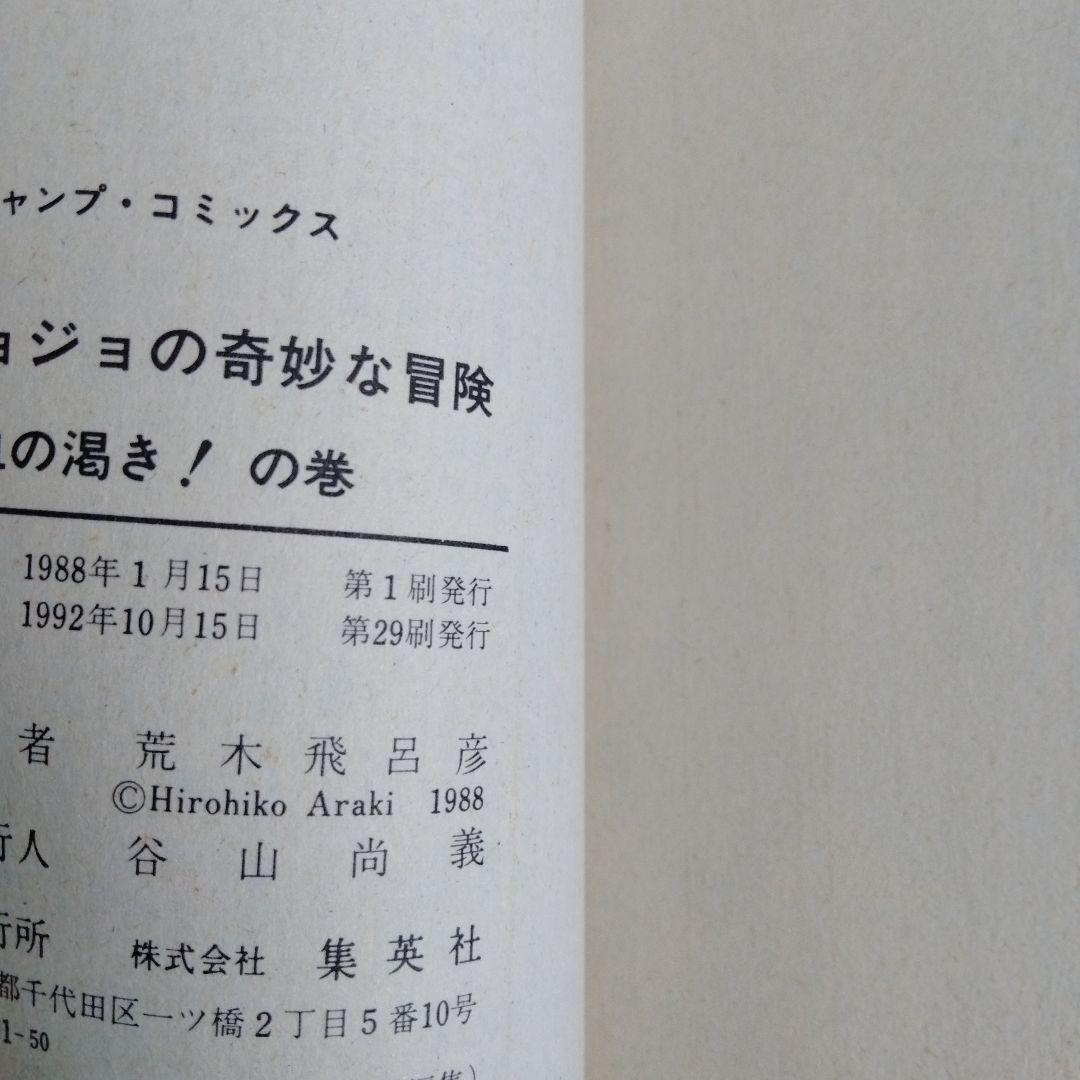 ャンプ・コミックス
ョジョの奇妙な冒険
血の渇き! の巻
1988年1月15日 第1刷発行
1992年10月15日 第29刷発行
者 荒木飛呂彦
©Hirohiko Araki 1988
行人 谷山尚義
行所 株式会社 集英社
都千代田区一ツ橋2丁目5番10号
1-50